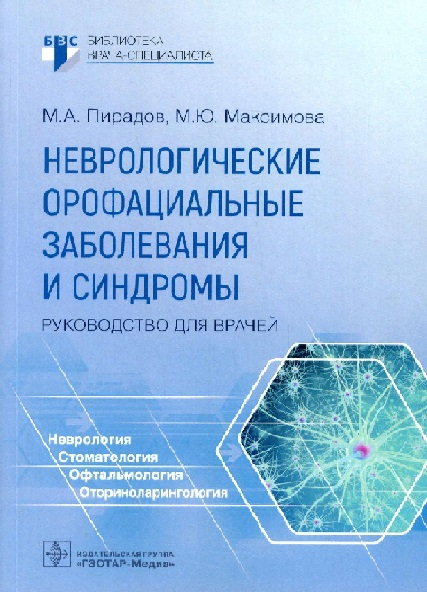 БВС
БИБЛИОТЕКА
ВРАЧА-СПЕЦИАЛИСТА
М.А. Пирадов, М.Ю. Максимова
НЕВРОЛОГИЧЕСКИЕ
ОРОФАЦИАЛЬНЫЕ
ЗАБОЛЕВАНИЯ
И СИНДРОМЫ
РУКОВОДСТВО ДЛЯ ВРАЧЕЙ
Неврология
Стоматология
Офтальмология
Оториноларингология
ИЗДАТЕЛЬСКАЯ ГРУППА
«ГЭОТАР-Медиа»